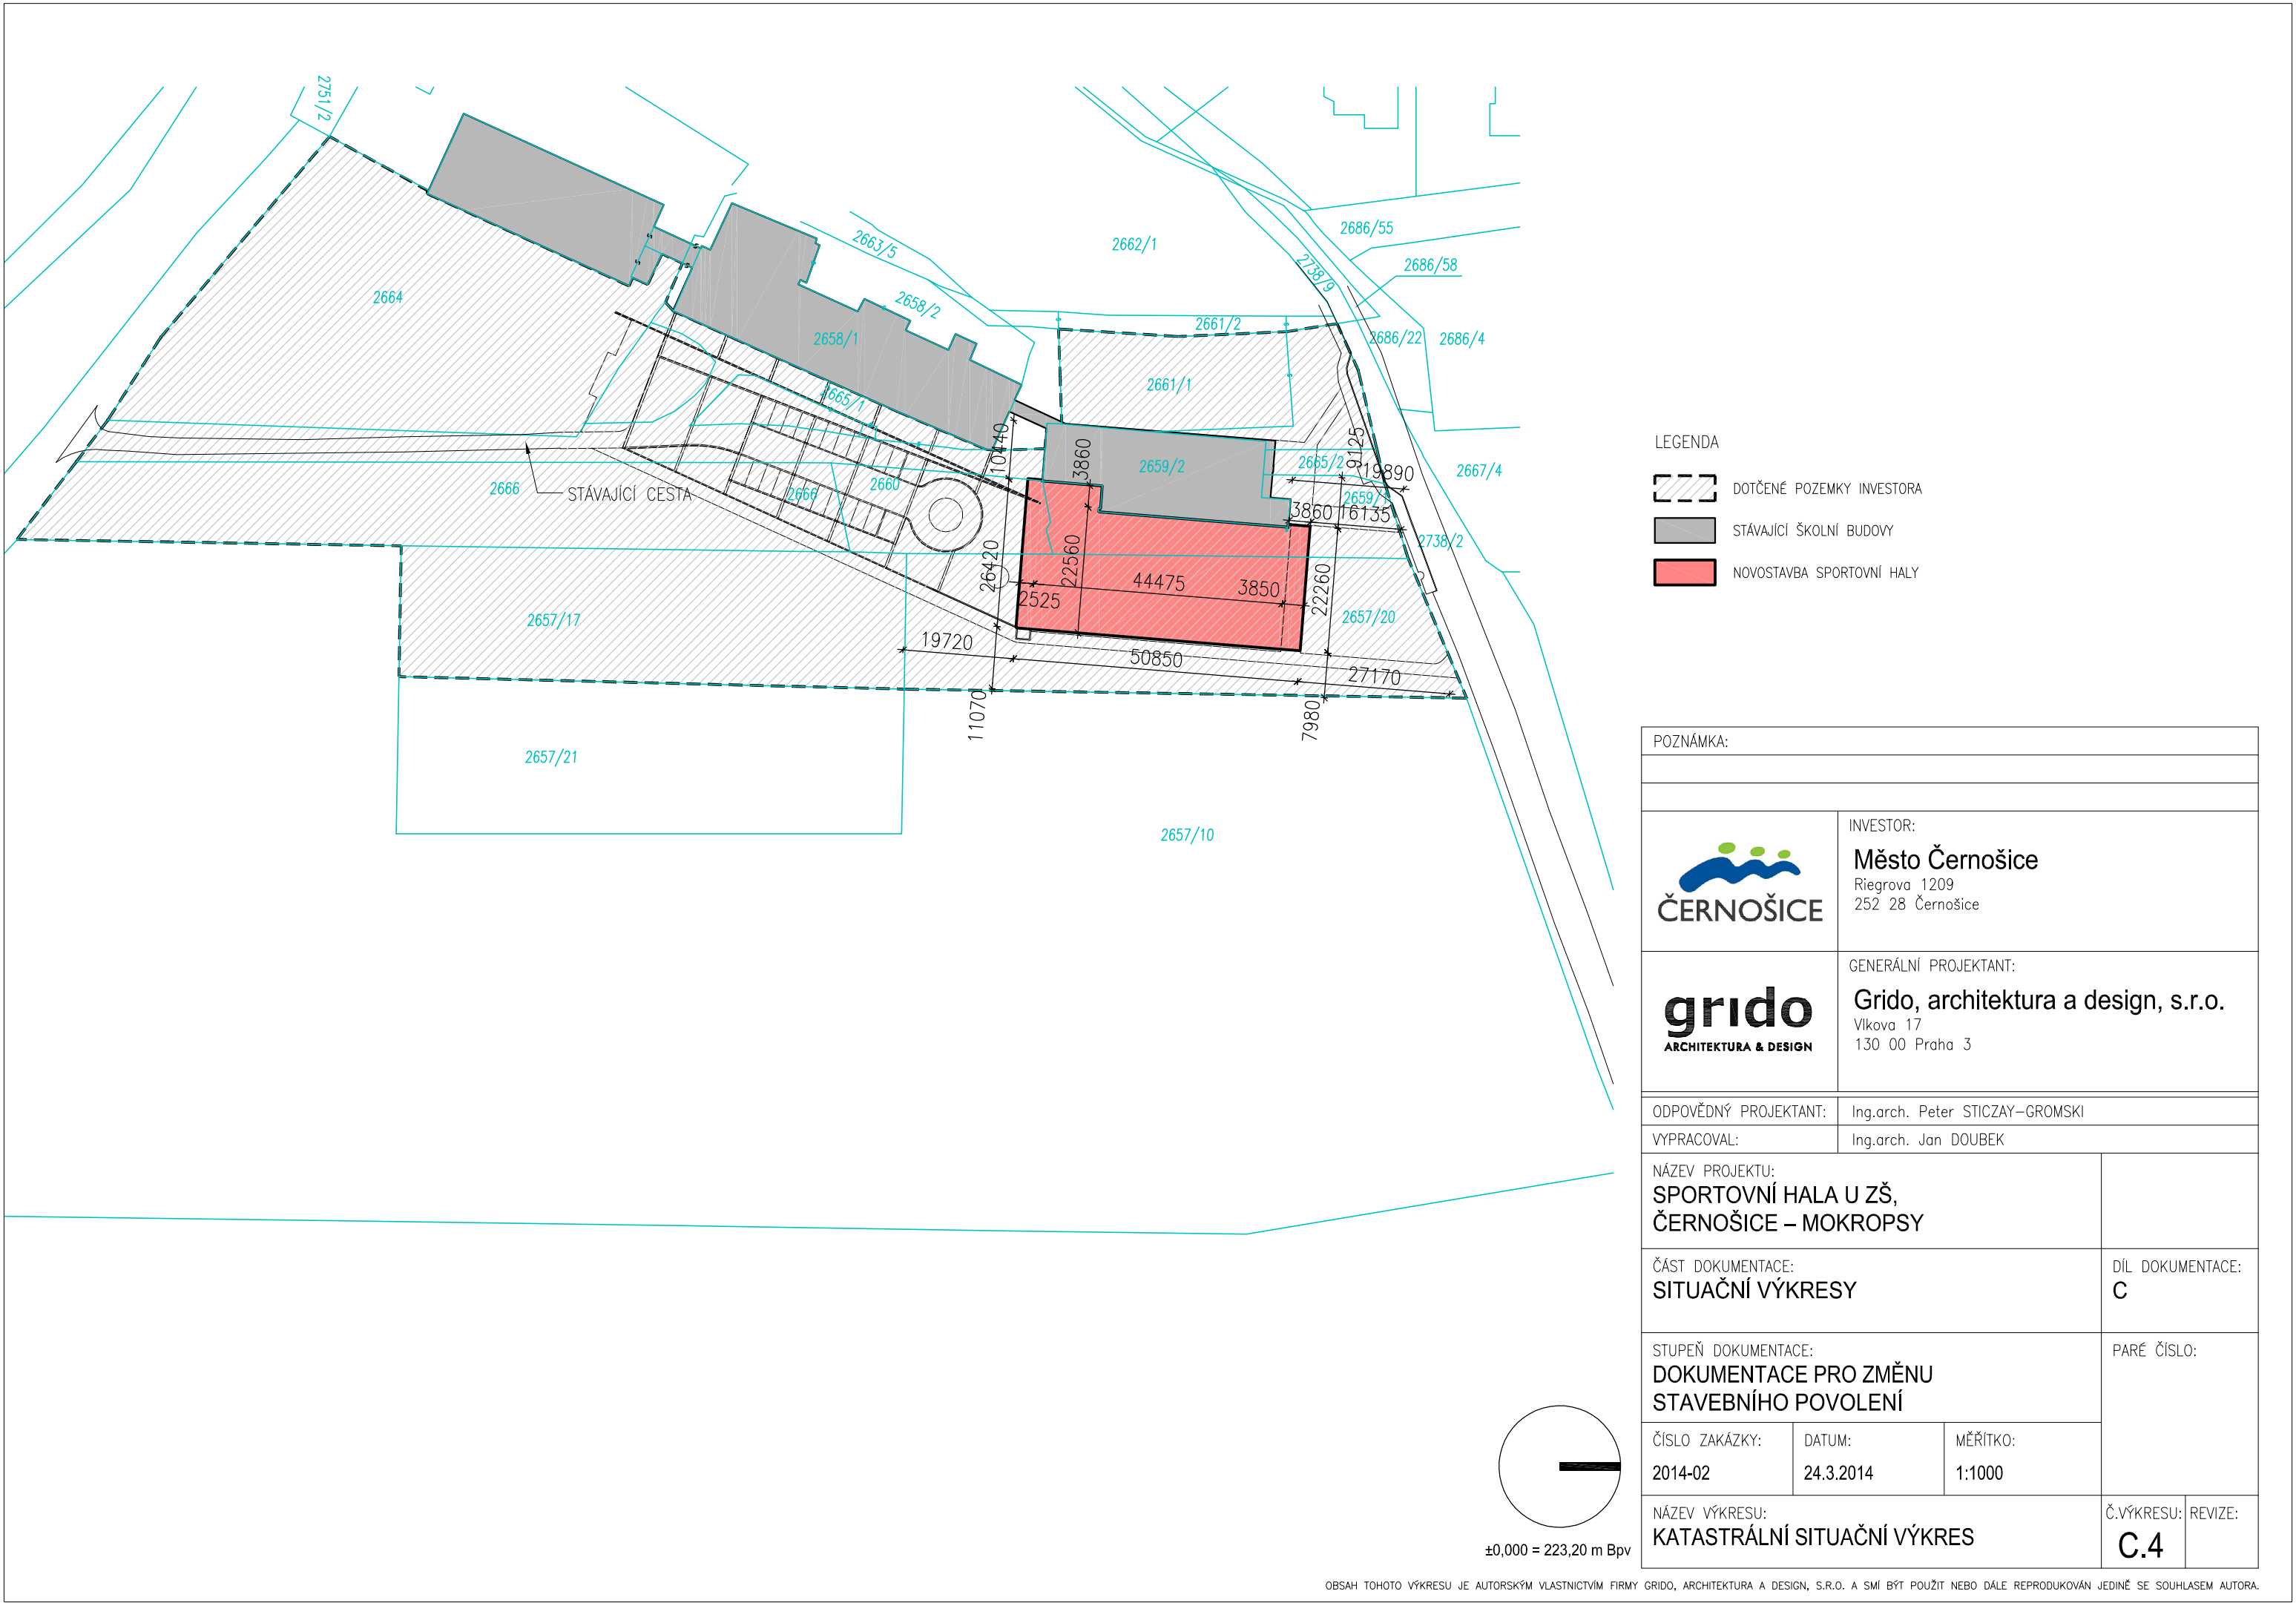 2751/2
2664
2663/5
2658/2
2658/1
2662/1
2686/55
2686/58
2738/9
2661/2
2686/22
2686/4
2661/1
2665/1
2659/2
2665/2
2667/4
2659/1
2666
STÁVAJÍCÍ CESTA
2666
2660
2738/2
2657/17
2657/20
2657/21
2657/10
10440
3860
9125
19890
3860
16135
26420
22560
44475
3850
2525
22260
19720
50850
27170
11070
7980
LEGENDA
DOTČENÉ POZEMKY INVESTORA
STÁVAJÍCÍ ŠKOLNÍ BUDOVY
NOVOSTAVBA SPORTOVNÍ HALY
POZNÁMKA:
ČERNOŠICE
INVESTOR:
Město Černošice
Riegrova 1209
252 28 Černošice
grido
ARCHITEKTURA & DESIGN
GENERÁLNÍ PROJEKTANT:
Grido, architektura a design, s.r.o.
Vlkova 17
130 00 Praha 3
ODPOVĚDNÝ PROJEKTANT: Ing.arch. Peter STICZAY-GROMSKI
VYPRACOVAL: Ing.arch. Jan DOUBEK
NÁZEV PROJEKTU:
SPORTOVNÍ HALA U ZŠ,
ČERNOŠICE – MOKROPSY
ČÁST DOKUMENTACE:
SITUAČNÍ VÝKRESY
DÍL DOKUMENTACE:
C
STUPEŇ DOKUMENTACE:
DOKUMENTACE PRO ZMĚNU
STAVEBNÍHO POVOLENÍ
PARÉ ČÍSLO:
ČÍSLO ZAKÁZKY:
2014-02
DATUM:
24.3.2014
MĚŘÍTKO:
1:1000
NÁZEV VÝKRESU:
KATASTRÁLNÍ SITUAČNÍ VÝKRES
Č.VÝKRESU:
C.4
REVIZE:
±0,000 = 223,20 m Bpv
OBSAH TOHOTO VÝKRESU JE AUTORSKÝM VLASTNICTVÍM FIRMY GRIDO, ARCHITEKTURA A DESIGN, S.R.O. A SMÍ BÝT POUŽIT NEBO DÁLE REPRODUKOVÁN JEDINĚ SE SOUHLASEM AUTORA.